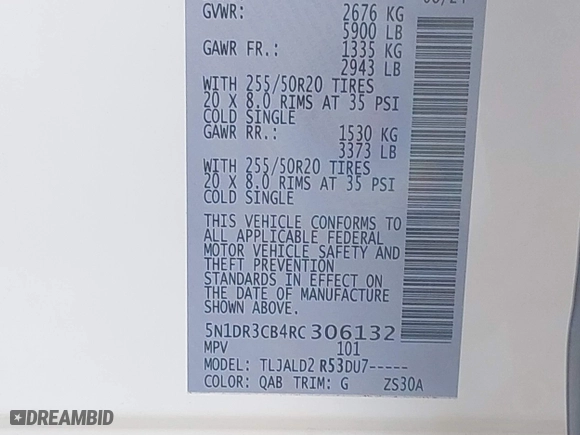 GVWR: 2676 KG
5900 LB
GAWR FR.: 1335 KG
2943 LB
WITH 255/50R20 TIRES
20 X 8.0 RIMS AT 35 PSI
COLD SINGLE
GAWR RR.: 1530 KG
3373 LB
WITH 255/50R20 TIRES
20 X 8.0 RIMS AT 35 PSI
COLD SINGLE
THIS VEHICLE CONFORMS TO
ALL APPLICABLE FEDERAL
MOTOR VEHICLE SAFETY AND
THEFT PREVENTION
STANDARDS IN EFFECT ON
THE DATE OF MANUFACTURE
SHOWN ABOVE.
5N1DR3CB4RC306132
MPV 101
MODEL: TLJALD2 R53DU7-----
COLOR: QAB TRIM: G ZS30A
DREAMBID